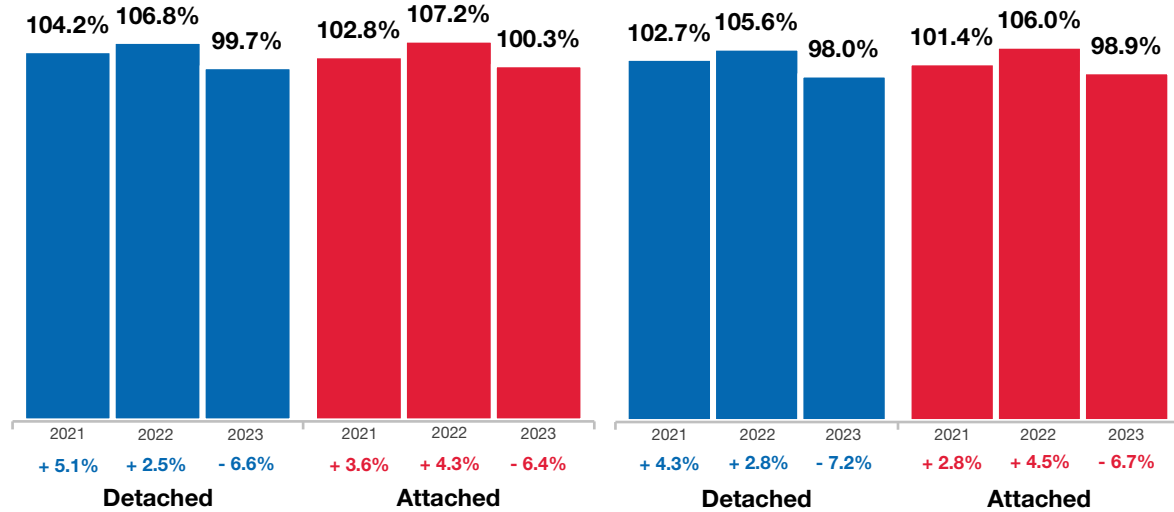 104.2% 106.8% 99.7%
102.8% 107.2% 100.3%
102.7% 105.6% 98.0%
101.4% 106.0% 98.9%
2021 2022 2023
+ 5.1% + 2.5% - 6.6%
Detached
2021 2022 2023
+ 3.6% + 4.3% - 6.4%
Attached
2021 2022 2023
+ 4.3% + 2.8% - 7.2%
Detached
2021 2022 2023
+ 2.8% + 4.5% - 6.7%
Attached